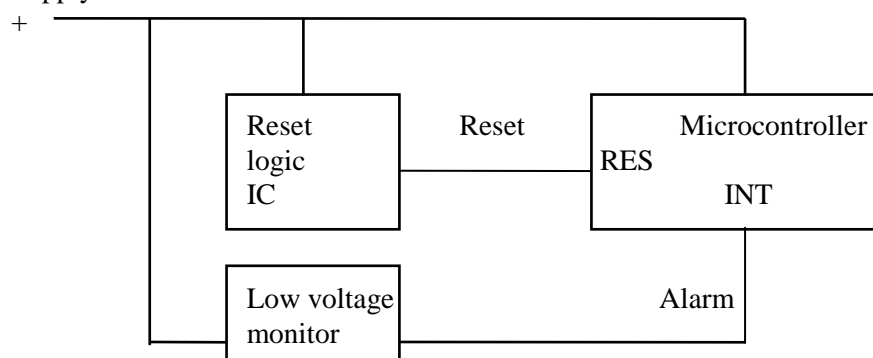 +
Reset Reset Microcontroller
logic RES
IC INT
Low voltage Alarm
monitor